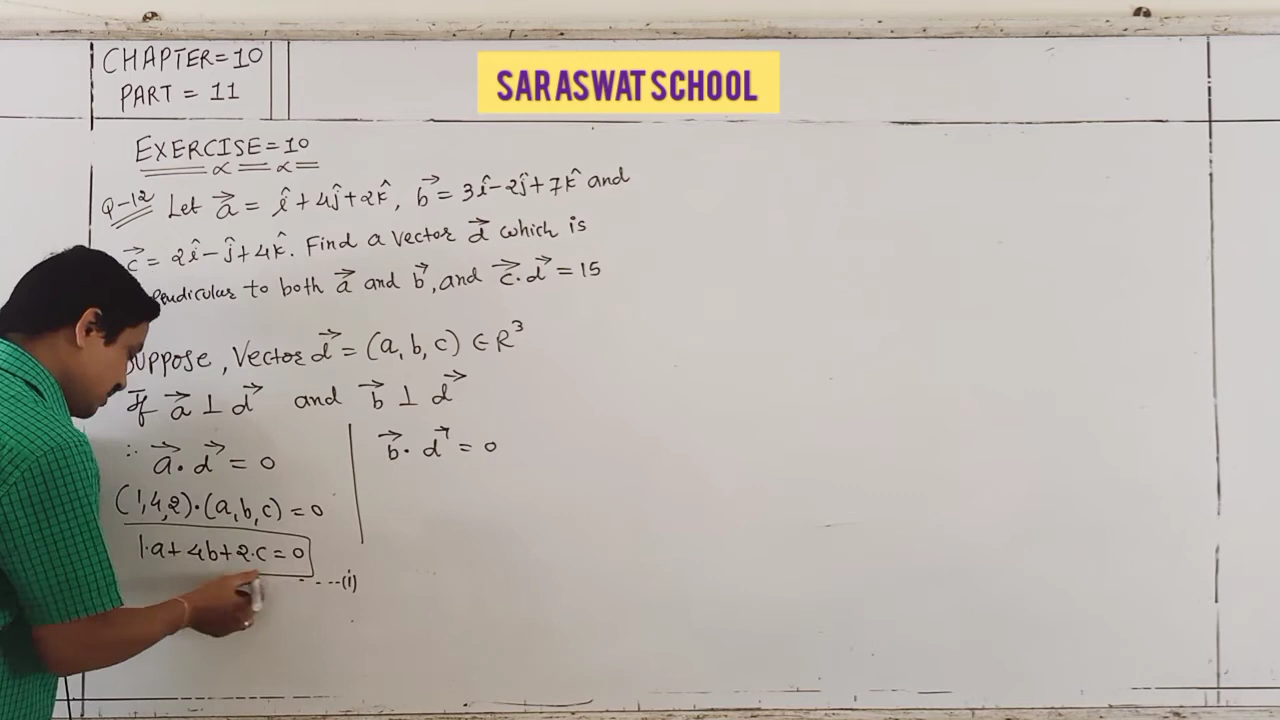 CHAPTER=10
PART = 11
SARASWAT SCHOOL
EXERCISE=10
Q-12 Let a⃗ = î+4ĵ+2k̂, b⃗ = 3î-2ĵ+7k̂ and
c⃗ = 2î-ĵ+4k̂. Find a vector d⃗ which is
to both a⃗ and b⃗, and c⃗.d⃗ = 15
Suppose, Vector d⃗ = (a, b, c) ∈ R³
If a⃗ ⊥ d⃗ and b⃗ ⊥ d⃗
∴ a⃗.d⃗ = 0
(1,4,2)·(a,b,c) = 0
1·a+4b+2·c=0
----(i)
b⃗.d⃗ = 0